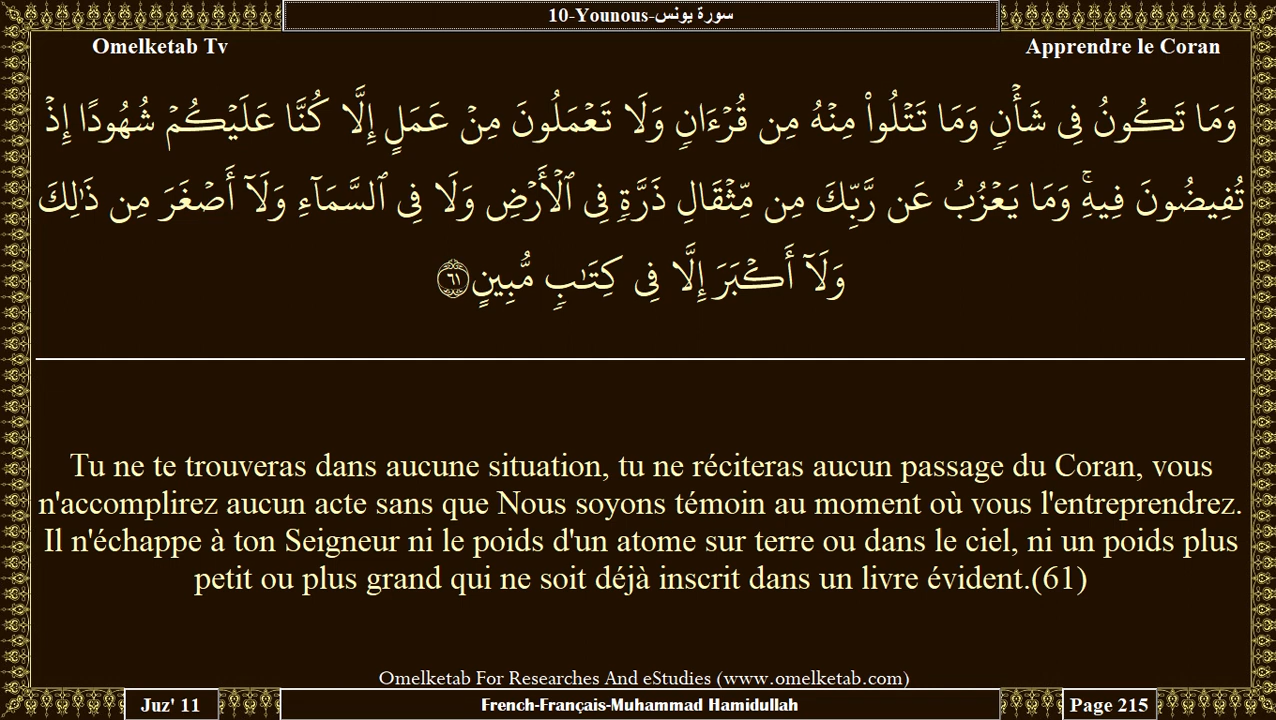 10-Younous-سورة يونس
Omelketab Tv
Apprendre le Coran
وَمَا تَكُونُ فِى شَأْنٍ وَمَا تَتْلُوا۟ مِنْهُ مِن قُرْءَانٍ وَلَا تَعْمَلُونَ مِنْ عَمَلٍ إِلَّا كُنَّا عَلَيْكُمْ شُهُودًا إِذْ
تُفِيضُونَ فِيهِ ۚ وَمَا يَعْزُبُ عَن رَّبِّكَ مِن مِّثْقَالِ ذَرَّةٍ فِى ٱلْأَرْضِ وَلَا فِى ٱلسَّمَآءِ وَلَآ أَصْغَرَ مِن ذَٰلِكَ
وَلَآ أَكْبَرَ إِلَّا فِى كِتَـٰبٍ مُّبِينٍ ٦١
Tu ne te trouveras dans aucune situation, tu ne réciteras aucun passage du Coran, vous
n'accomplirez aucun acte sans que Nous soyons témoin au moment où vous l'entreprendrez.
Il n'échappe à ton Seigneur ni le poids d'un atome sur terre ou dans le ciel, ni un poids plus
petit ou plus grand qui ne soit déjà inscrit dans un livre évident.(61)
Omelketab For Researches And eStudies (www.omelketab.com)
Juz' 11
French-Français-Muhammad Hamidullah
Page 215